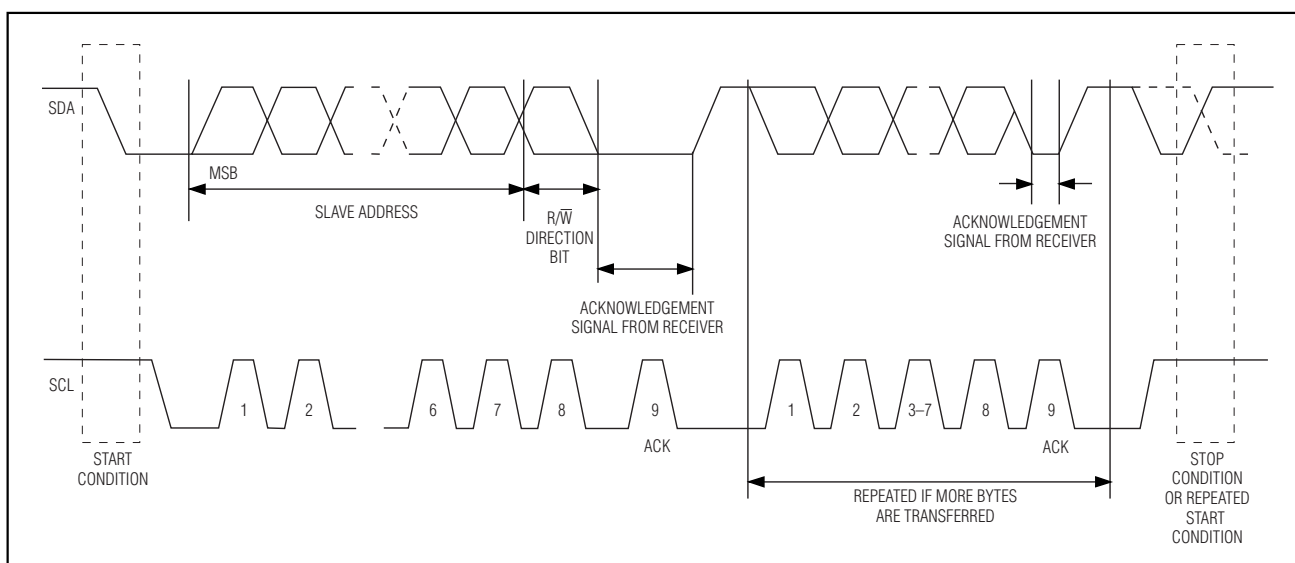 SDA
MSB
SLAVE ADDRESS
R/W̅
DIRECTION
BIT
ACKNOWLEDGEMENT
SIGNAL FROM RECEIVER
ACKNOWLEDGEMENT
SIGNAL FROM RECEIVER
SCL
1 2 6 7 8 9 1 2 3–7 8 9
ACK ACK
START
CONDITION
REPEATED IF MORE BYTES
ARE TRANSFERRED
STOP
CONDITION
OR REPEATED
START
CONDITION